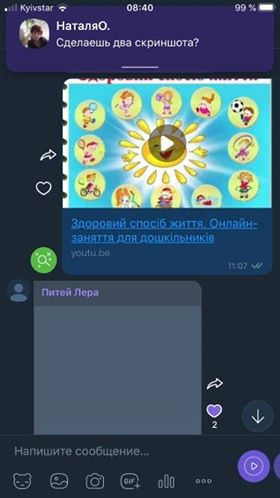 Kyivstar 08:40 99 %
НаталяО.
Сделаешь два скриншота?
Здоровий спосіб життя
Здоровий спосіб життя. Онлайн-
заняття для дошкільників
youtu.be
11:07
Питей Лера
2
Напишите сообщение...
GIF+